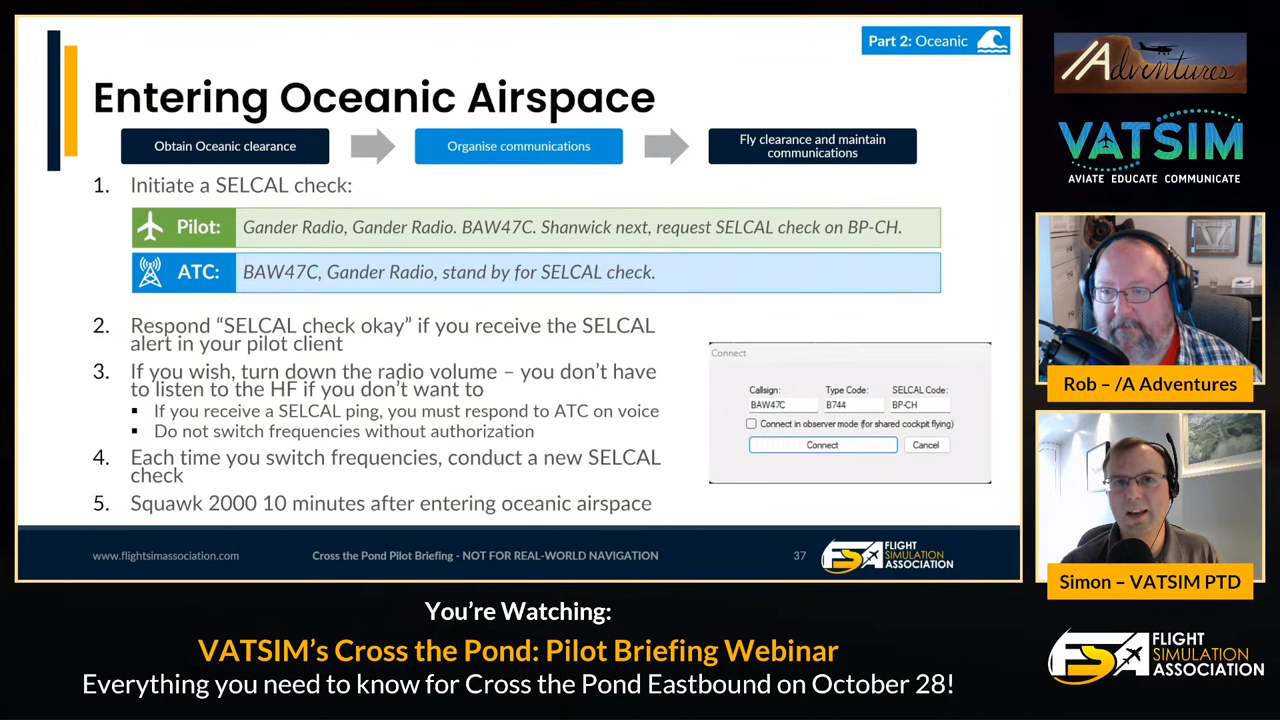 Part 2: Oceanic
Entering Oceanic Airspace
Obtain Oceanic clearance
Organise communications
Fly clearance and maintain
communications
1. Initiate a SELCAL check:
Pilot: Gander Radio, Gander Radio. BAW47C. Shanwick next, request SELCAL check on BP-CH.
ATC: BAW47C, Gander Radio, stand by for SELCAL check.
2. Respond “SELCAL check okay” if you receive the SELCAL
alert in your pilot client
3. If you wish, turn down the radio volume – you don’t have
to listen to the HF if you don’t want to
▪ If you receive a SELCAL ping, you must respond to ATC on voice
▪ Do not switch frequencies without authorization
4. Each time you switch frequencies, conduct a new SELCAL
check
5. Squawk 2000 10 minutes after entering oceanic airspace
Connect
Callsign: Type Code: SELCAL Code:
BAW47C B744 BP-CH
Connect in observer mode (for shared cockpit flying)
Connect Cancel
www.flightsimassociation.com
Cross the Pond Pilot Briefing - NOT FOR REAL-WORLD NAVIGATION
37
FSA FLIGHT
SIMULATION
ASSOCIATION
/Adventures
VATSIM
AVIATE EDUCATE COMMUNICATE
Rob – /A Adventures
Simon – VATSIM PTD
You’re Watching:
VATSIM’s Cross the Pond: Pilot Briefing Webinar
Everything you need to know for Cross the Pond Eastbound on October 28!
FSA FLIGHT
SIMULATION
ASSOCIATION